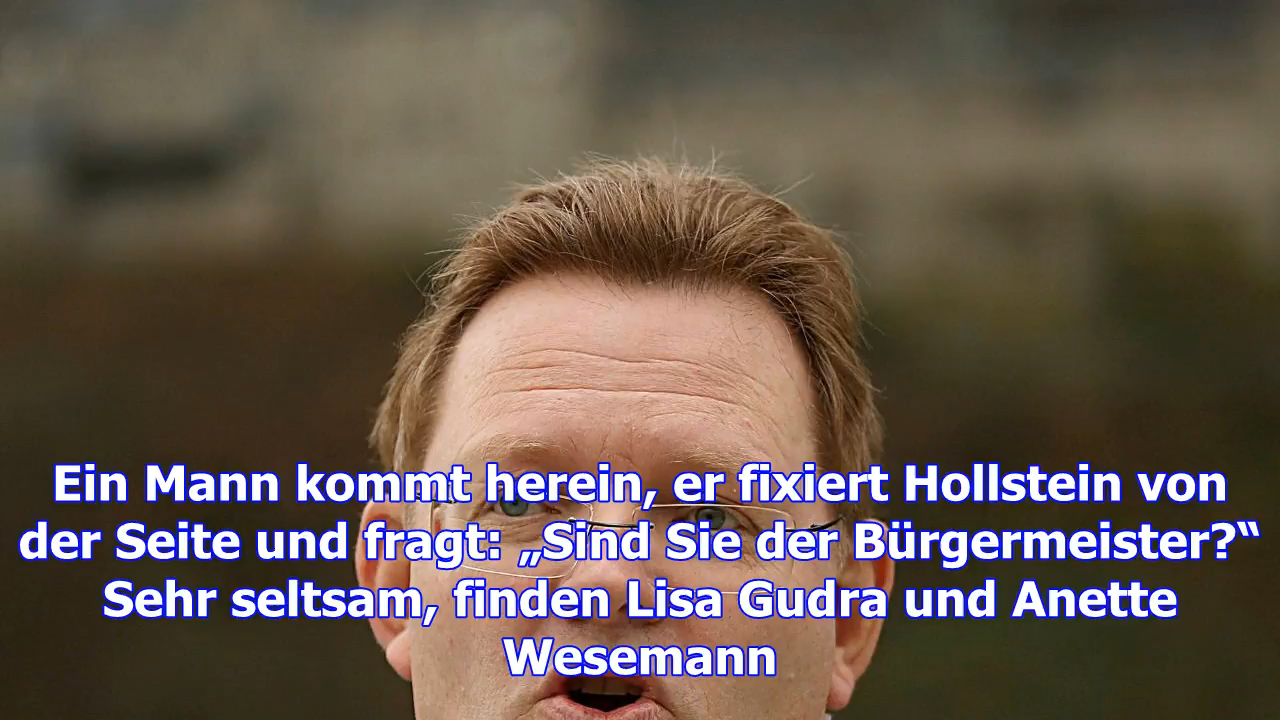 Ein Mann kommt herein, er fixiert Hollstein von
der Seite und fragt: „Sind Sie der Bürgermeister?“
Sehr seltsam, finden Lisa Gudra und Anette
Wesemann